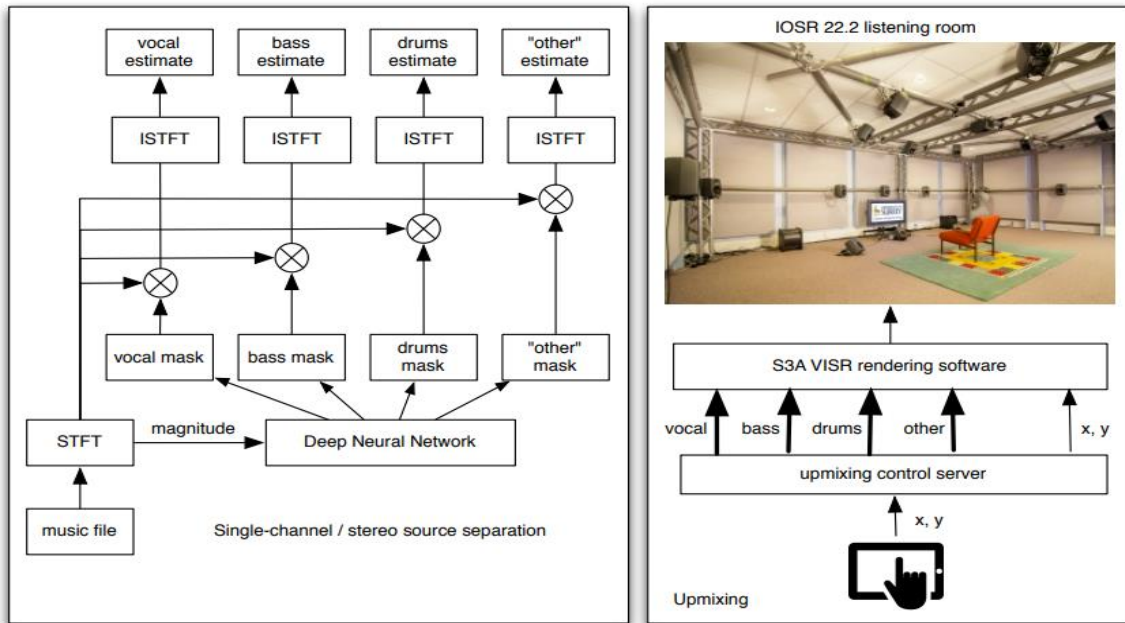 vocal
estimate
bass
estimate
drums
estimate
"other"
estimate
ISTFT
ISTFT
ISTFT
ISTFT
vocal mask
bass mask
drums
mask
"other"
mask
STFT
magnitude
Deep Neural Network
music file
Single-channel / stereo source separation
IOSR 22.2 listening room
S3A VISR rendering software
vocal
bass
drums
other
x, y
upmixing control server
x, y
Upmixing